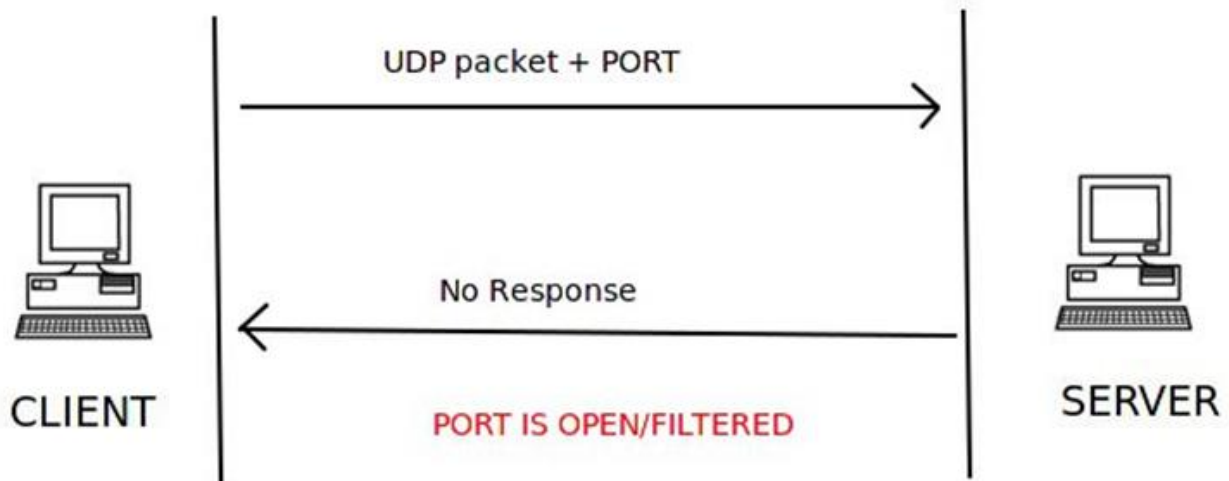 UDP packet + PORT
No Response
CLIENT
SERVER
PORT IS OPEN/FILTERED